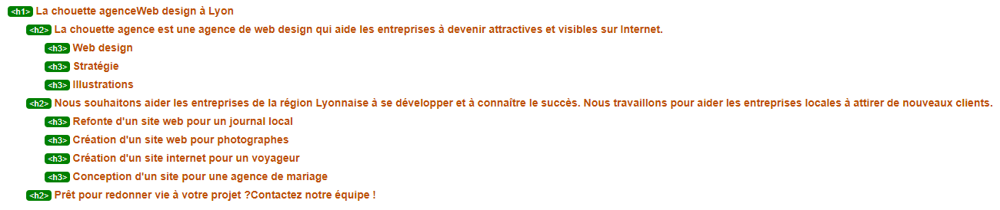 <h1> La chouette agenceWeb design à Lyon
<h2> La chouette agence est une agence de web design qui aide les entreprises à devenir attractives et visibles sur Internet.
<h3> Web design
<h3> Stratégie
<h3> Illustrations
<h2> Nous souhaitons aider les entreprises de la région Lyonnaise à se développer et à connaître le succès. Nous travaillons pour aider les entreprises locales à attirer de nouveaux clients.
<h3> Refonte d'un site web pour un journal local
<h3> Création d'un site web pour photographes
<h3> Création d'un site internet pour un voyageur
<h3> Conception d'un site pour une agence de mariage
<h2> Prêt pour redonner vie à votre projet ?Contactez notre équipe !